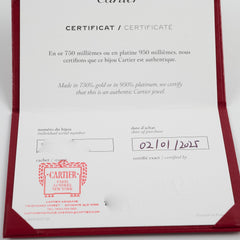 Cartier
CERTIFICAT / CERTIFICATE
En or 750 millièmes ou en platine 950 millièmes, nous
certifions que ce bijou Cartier est authentique.
Made in 750‰ gold or in 950‰ platinum, we certify
that this is an authentic Cartier jewel.
numéro du bijou
individual serial number
date d'achat
date of purchase
02/01/2025
cachet /
certifié exact / certified by
CARTIER
PARIS
LONDRES
NEW YORK